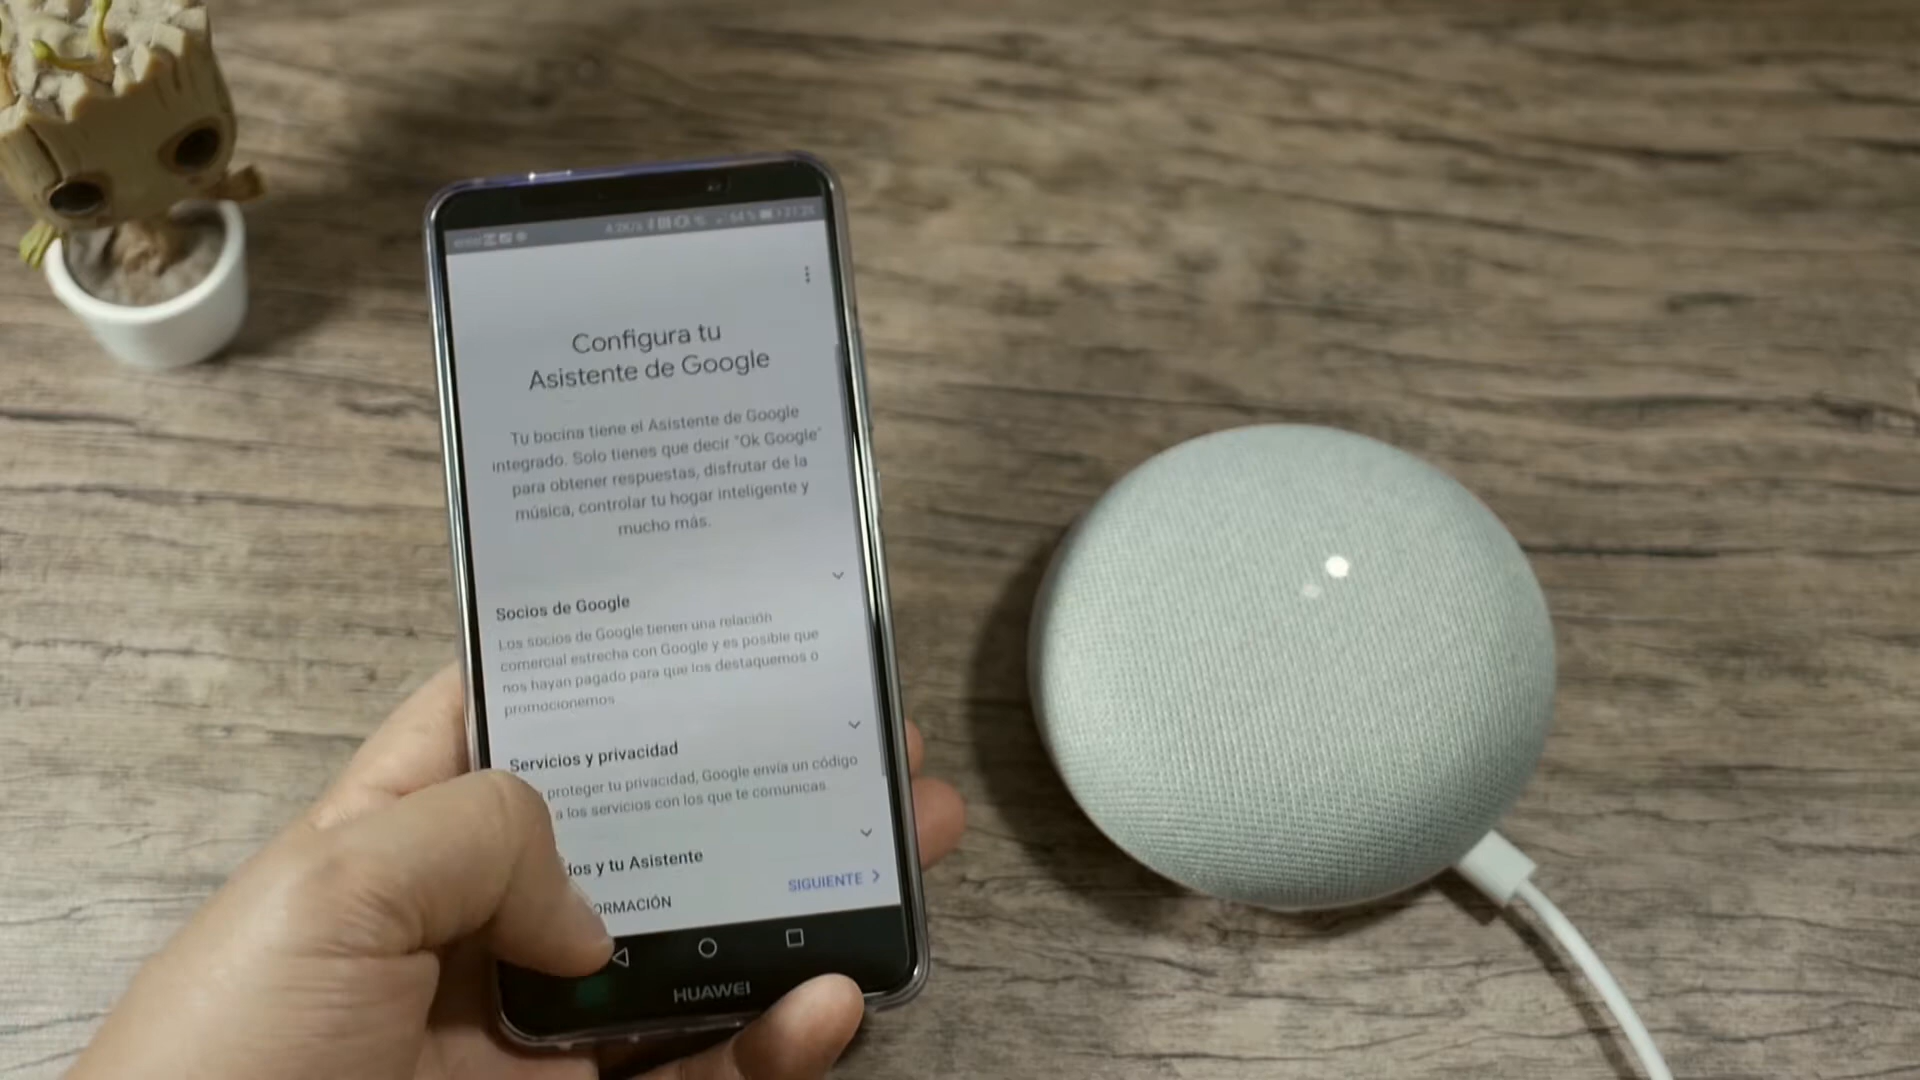 Configura tu
Asistente de Google
Tu bocina tiene el Asistente de Google
integrado. Solo tienes que decir "Ok Google"
para obtener respuestas, disfrutar de la
música, controlar tu hogar inteligente y
mucho más.
Socios de Google
Los socios de Google tienen una relación
comercial estrecha con Google y es posible que
nos hayan pagado para que los destaquemos o
promocionemos
Servicios y privacidad
proteger tu privacidad, Google envía un código
a los servicios con los que te comunicas
y tu Asistente
SIGUIENTE
HUAWEI